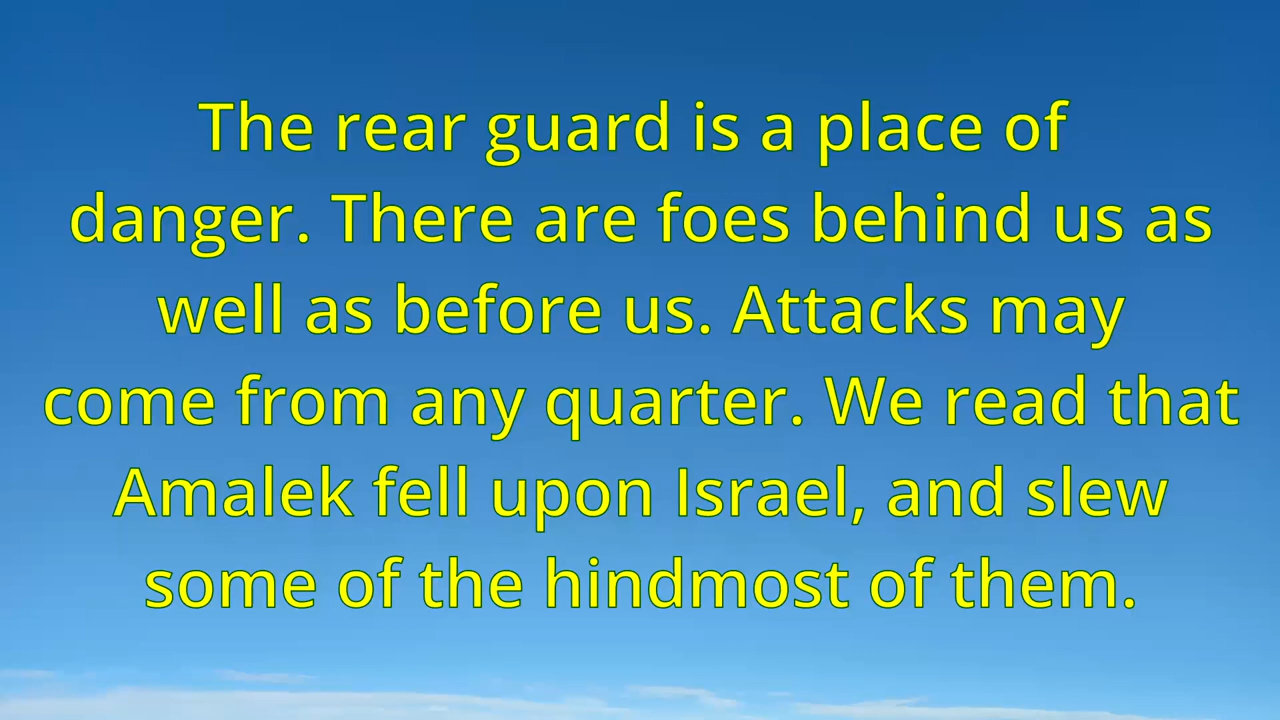 The rear guard is a place of
danger. There are foes behind us as
well as before us. Attacks may
come from any quarter. We read that
Amalek fell upon Israel, and slew
some of the hindmost of them.